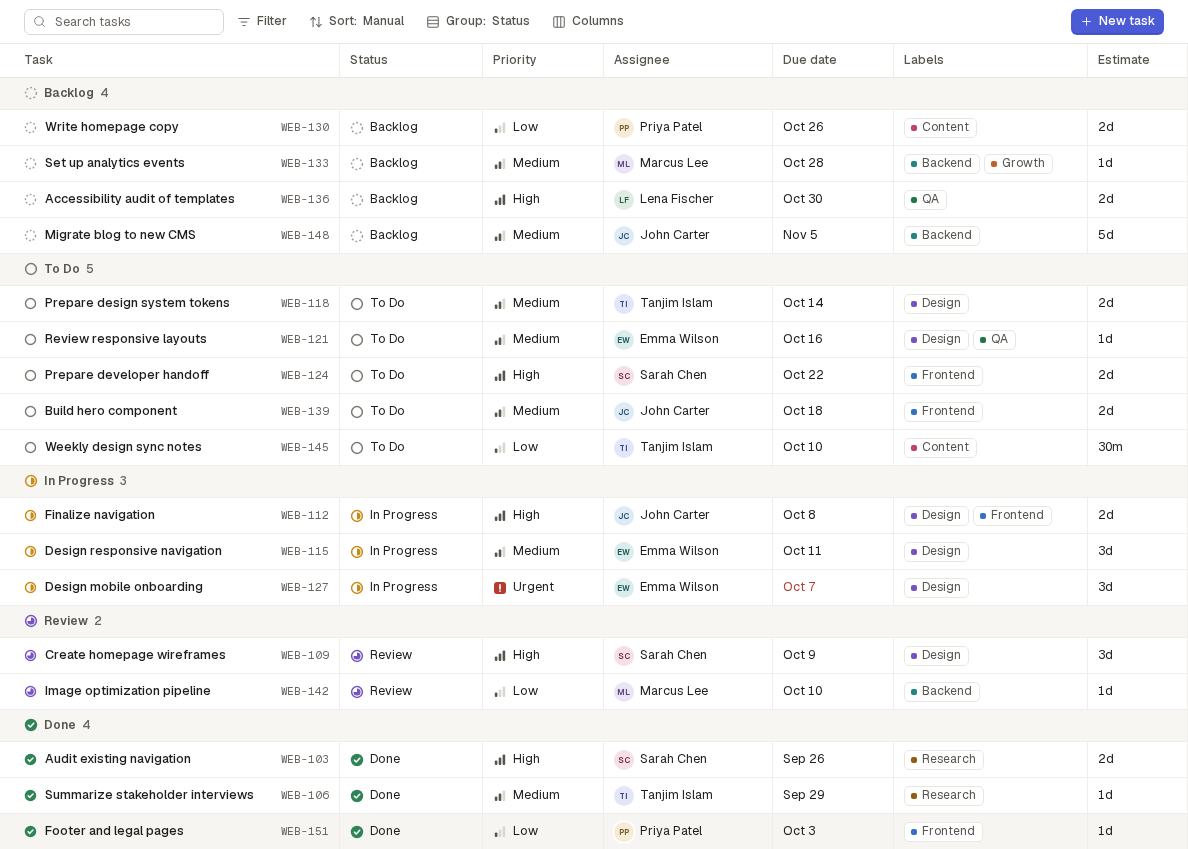 Search tasks Filter Sort: Manual Group: Status Columns New task
Task Status Priority Assignee Due date Labels Estimate
Backlog 4
Write homepage copy WEB-130 Backlog Low PP Priya Patel Oct 26 Content 2d
Set up analytics events WEB-133 Backlog Medium ML Marcus Lee Oct 28 Backend Growth 1d
Accessibility audit of templates WEB-136 Backlog High LF Lena Fischer Oct 30 QA 2d
Migrate blog to new CMS WEB-148 Backlog Medium JC John Carter Nov 5 Backend 5d
To Do 5
Prepare design system tokens WEB-118 To Do Medium TI Tanjim Islam Oct 14 Design 2d
Review responsive layouts WEB-121 To Do Medium EW Emma Wilson Oct 16 Design QA 1d
Prepare developer handoff WEB-124 To Do High SC Sarah Chen Oct 22 Frontend 2d
Build hero component WEB-139 To Do Medium JC John Carter Oct 18 Frontend 2d
Weekly design sync notes WEB-145 To Do Low TI Tanjim Islam Oct 10 Content 30m
In Progress 3
Finalize navigation WEB-112 In Progress High JC John Carter Oct 8 Design Frontend 2d
Design responsive navigation WEB-115 In Progress Medium EW Emma Wilson Oct 11 Design 3d
Design mobile onboarding WEB-127 In Progress Urgent EW Emma Wilson Oct 7 Design 3d
Review 2
Create homepage wireframes WEB-109 Review High SC Sarah Chen Oct 9 Design 3d
Image optimization pipeline WEB-142 Review Low ML Marcus Lee Oct 10 Backend 1d
Done 4
Audit existing navigation WEB-103 Done High SC Sarah Chen Sep 26 Research 2d
Summarize stakeholder interviews WEB-106 Done Medium TI Tanjim Islam Sep 29 Research 1d
Footer and legal pages WEB-151 Done Low PP Priya Patel Oct 3 Frontend 1d